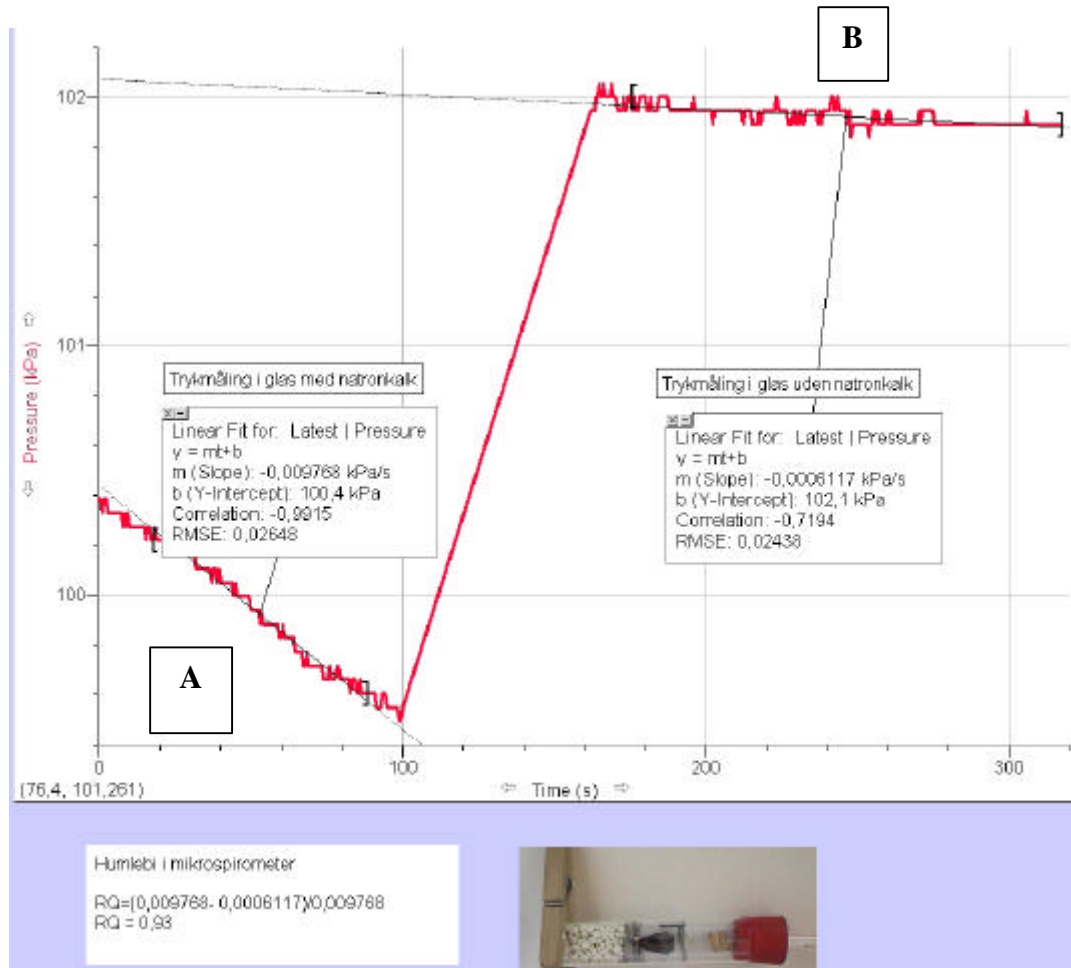 B
102
101
100
Pressure (kPa)
Trykmåling i glas med natronkalk
Linear Fit for: Latest | Pressure
y = mt+b
m (Slope): -0,009768 kPa/s
b (Y-Intercept): 100,4 kPa
Correlation: -0,9915
RMSE: 0,02648
Trykmåling i glas uden natronkalk
Linear Fit for: Latest | Pressure
y = mt+b
m (Slope): -0,0006117 kPa/s
b (Y-Intercept): 102,1 kPa
Correlation: -0,7194
RMSE: 0,02438
A
0 100 200 300
(76,4, 101,261)
Time (s)
Humlebi i mikrospirometer
RQ=(0,009768- 0,0006117)/0,009768
RQ = 0,93